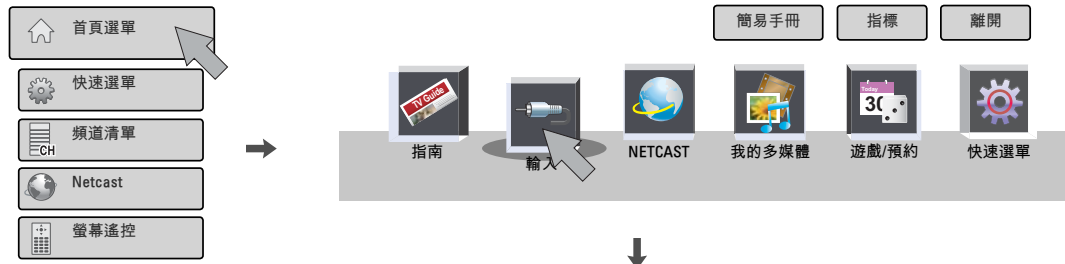 首頁選單
快速選單
頻道清單
CH
Netcast
螢幕遙控
簡易手冊
指標
離開
TV Guide
Today
30
指南
輸入
NETCAST
我的多媒體
遊戲/預約
快速選單